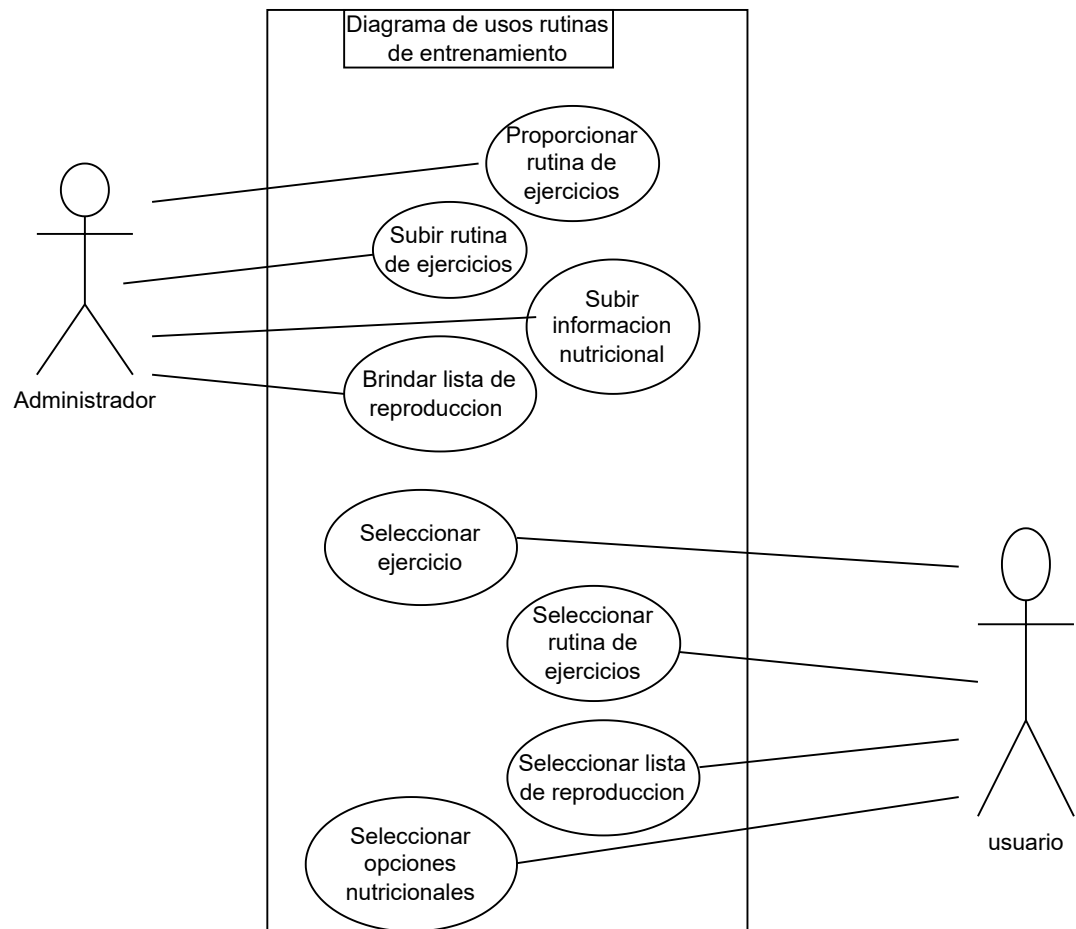 Diagrama de usos rutinas
de entrenamiento
Proporcionar
rutina de
ejercicios
Subir rutina
de ejercicios
Subir
informacion
nutricional
Brindar lista de
reproduccion
Administrador
Seleccionar
ejercicio
Seleccionar
rutina de
ejercicios
Seleccionar lista
de reproduccion
Seleccionar
opciones
nutricionales
usuario